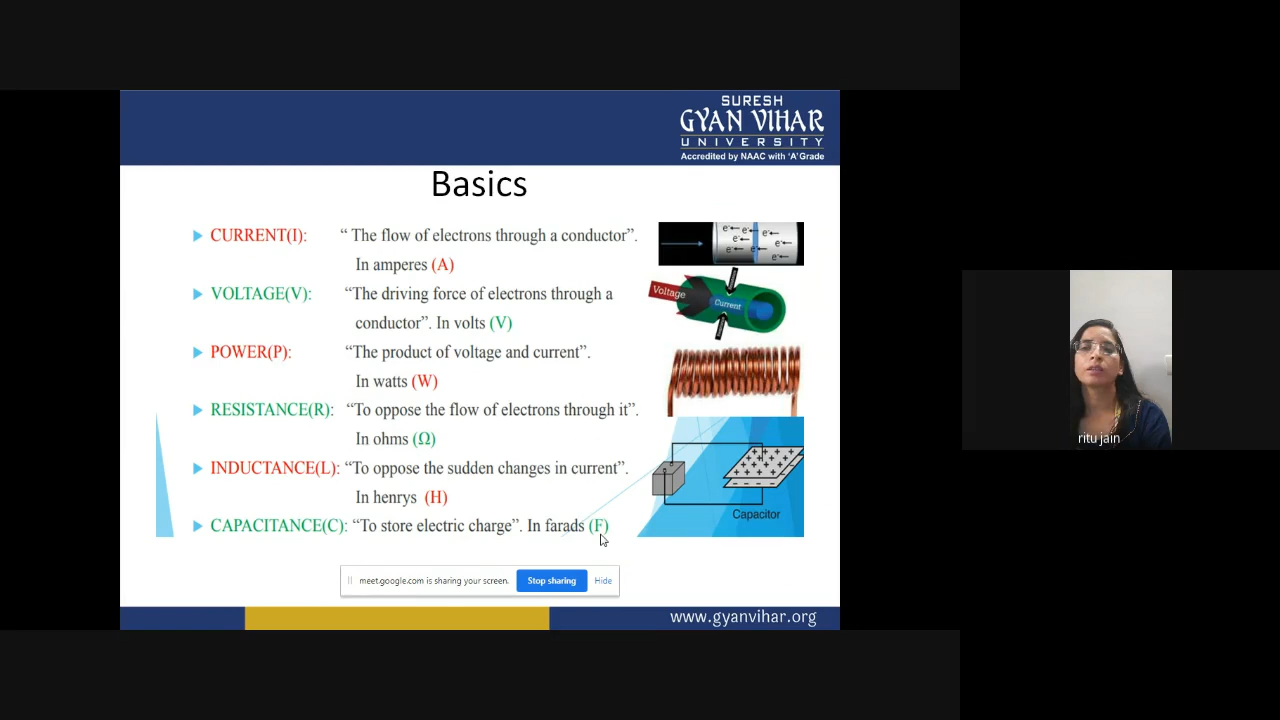 SURESH
GYAN VIHAR
UNIVERSITY
Accredited by NAAC with 'A' Grade
Basics
CURRENT(I): “ The flow of electrons through a conductor”.
In amperes (A)
VOLTAGE(V): “The driving force of electrons through a
conductor”. In volts (V)
POWER(P): “The product of voltage and current”.
In watts (W)
RESISTANCE(R): “To oppose the flow of electrons through it”.
In ohms (Ω)
INDUCTANCE(L): “To oppose the sudden changes in current”.
In henrys (H)
CAPACITANCE(C): “To store electric charge”. In farads (F)
e⁻ e⁻ e⁻
e⁻ e⁻
e⁻ e⁻
e⁻
Voltage
Current
Capacitor
meet.google.com is sharing your screen. Stop sharing Hide
www.gyanvihar.org
ritu jain